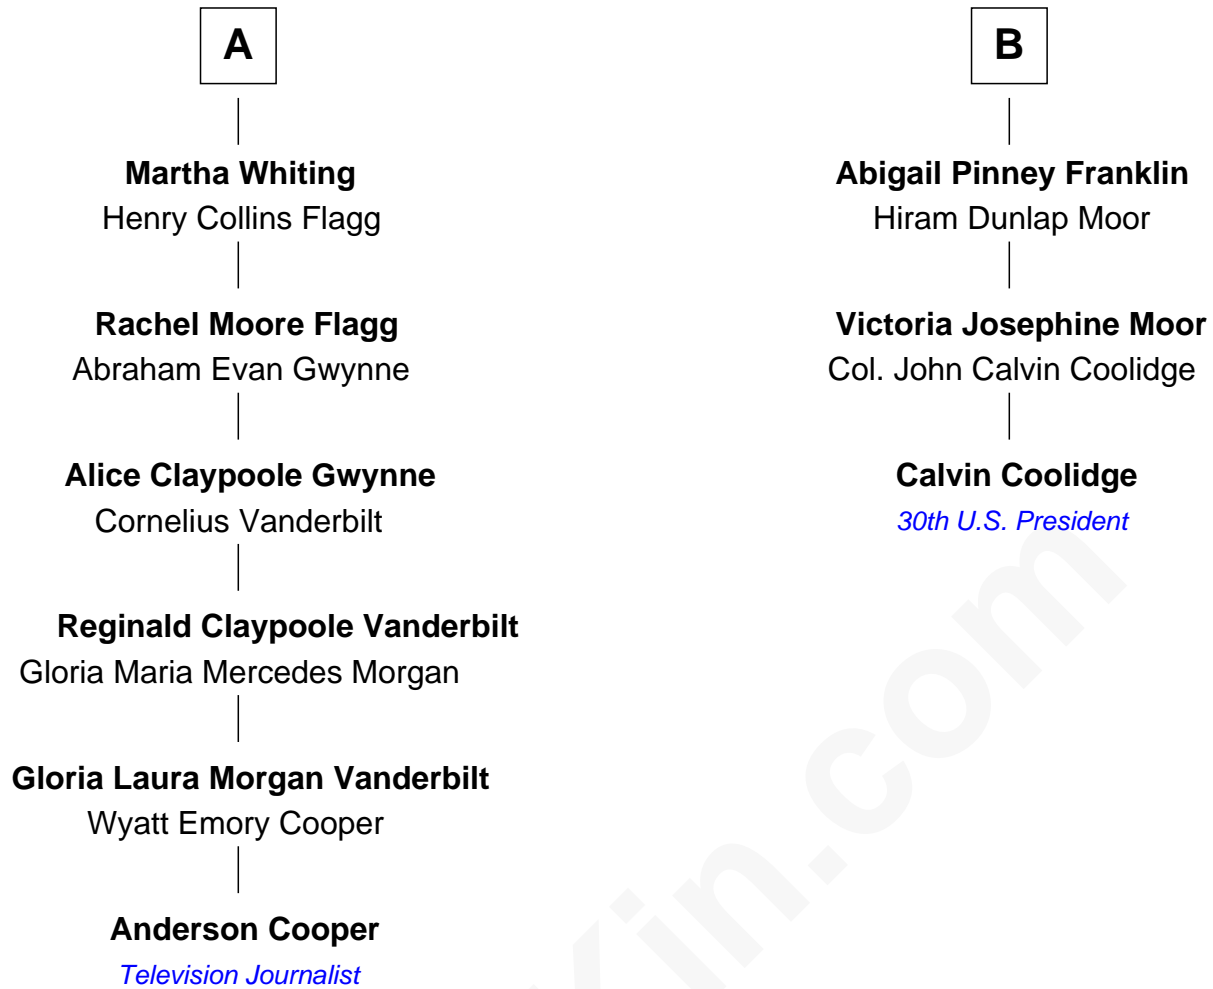 A
Martha Whiting
Henry Collins Flagg
Rachel Moore Flagg
Abraham Evan Gwynne
Alice Claypoole Gwynne
Cornelius Vanderbilt
Reginald Claypoole Vanderbilt
Gloria Maria Mercedes Morgan
Gloria Laura Morgan Vanderbilt
Wyatt Emory Cooper
Anderson Cooper
Television Journalist
B
Abigail Pinney Franklin
Hiram Dunlap Moor
Victoria Josephine Moor
Col. John Calvin Coolidge
Calvin Coolidge
30th U.S. President
Kin.com